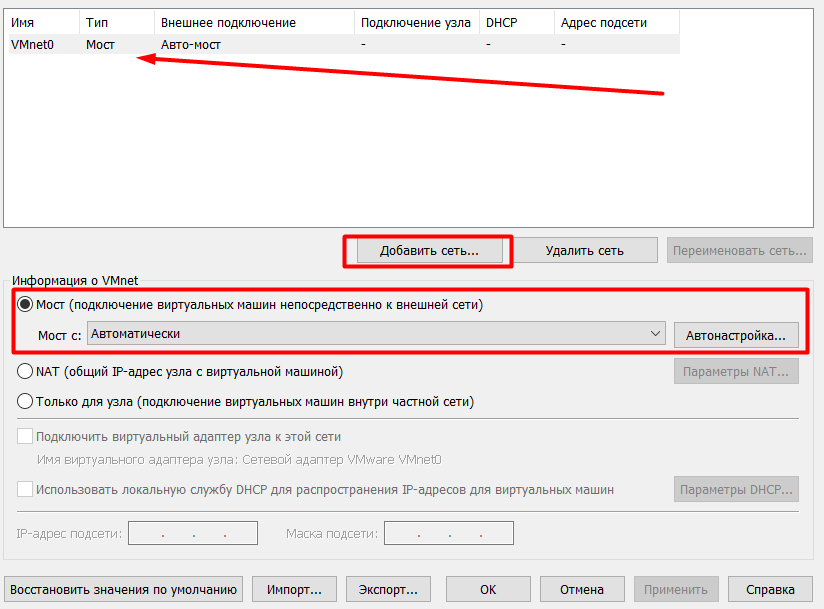 Имя Тип Внешнее подключение Подключение узла DHCP Адрес подсети
VMnet0 Мост Авто-мост - - -
Добавить сеть... Удалить сеть Переименовать сеть...
Информация о VMnet
Мост (подключение виртуальных машин непосредственно к внешней сети)
Мост с: Автоматически Автонастройка...
NAT (общий IP-адрес узла с виртуальной машиной) Параметры NAT...
Только для узла (подключение виртуальных машин внутри частной сети)
Подключить виртуальный адаптер узла к этой сети
Имя виртуального адаптера узла: Сетевой адаптер VMware VMnet0
Использовать локальную службу DHCP для распространения IP-адресов для виртуальных машин Параметры DHCP...
IP-адрес подсети: . . . Маска подсети: . . .
Восстановить значения по умолчанию Импорт... Экспорт... ОК Отмена Применить Справка